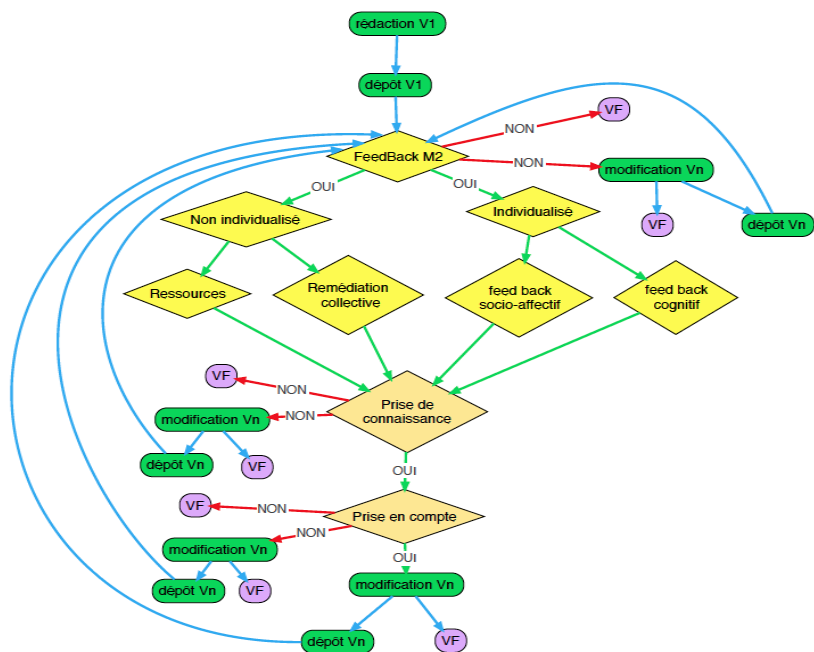 rédaction V1
dépôt V1
VF
NON
FeedBack M2
NON
modification Vn
OUI
OUI
Non individualisé
Individualisé
VF
dépôt Vn
Ressources
Remédiation
collective
feed back
socio-affectif
feed back
cognitif
VF
NON
Prise de
connaissance
modification Vn
NON
dépôt Vn
VF
OUI
VF
NON
Prise en compte
NON
modification Vn
OUI
dépôt Vn
VF
modification Vn
dépôt Vn
VF